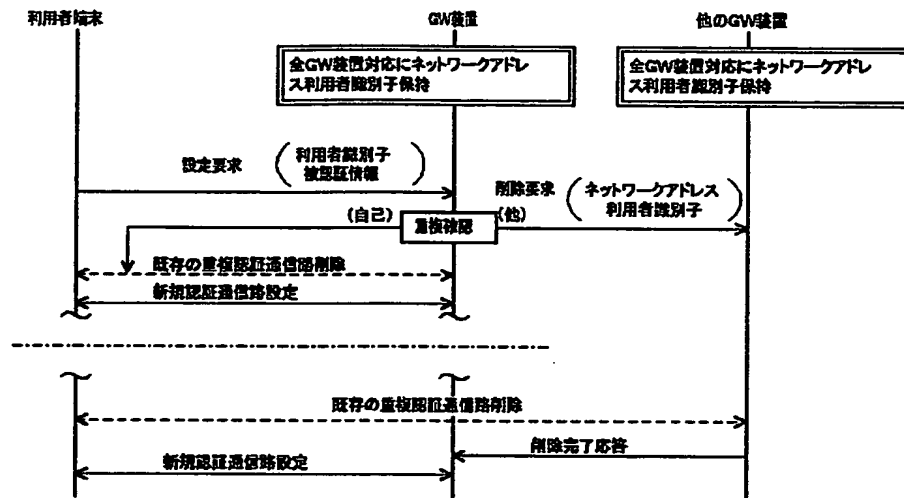 利用者端末
GW装置
他のGW装置
全GW装置対応にネットワークアドレ
ス利用者識別子保持
全GW装置対応にネットワークアドレ
ス利用者識別子保持
設定要求
利用者識別子
被認証情報
削除要求
ネットワークアドレス
利用者識別子
(自己)
重複確認
(他)
既存の重複認証通信路削除
新規認証通信路設定
既存の重複認証通信路削除
削除完了応答
新規認証通信路設定